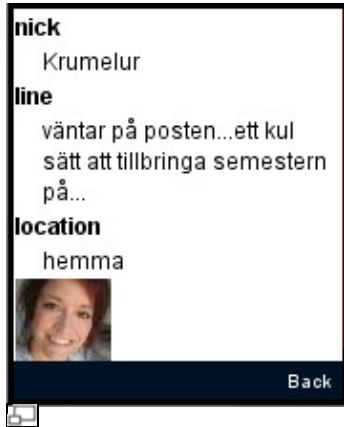 nick
Krumelur
line
väntar på posten...ett kul
sätt att tillbringa semestern
på...
location
hemma
Back